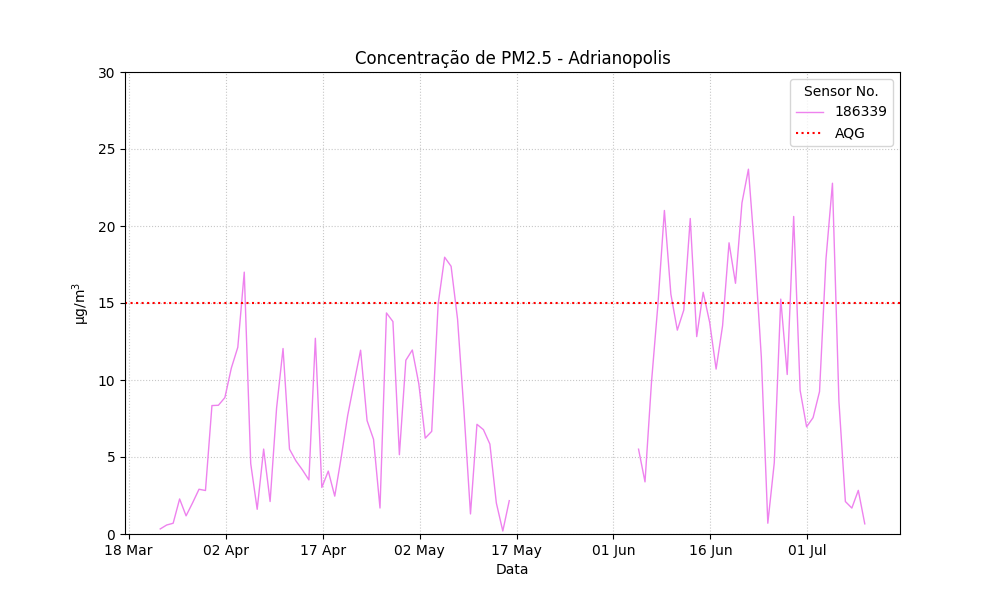 Concentração de PM2.5 - Adrianopolis
Sensor No.
186339
AQG
30
25
20
15
10
5
0
µg/m³
18 Mar
02 Apr
17 Apr
02 May
17 May
01 Jun
16 Jun
01 Jul
Data